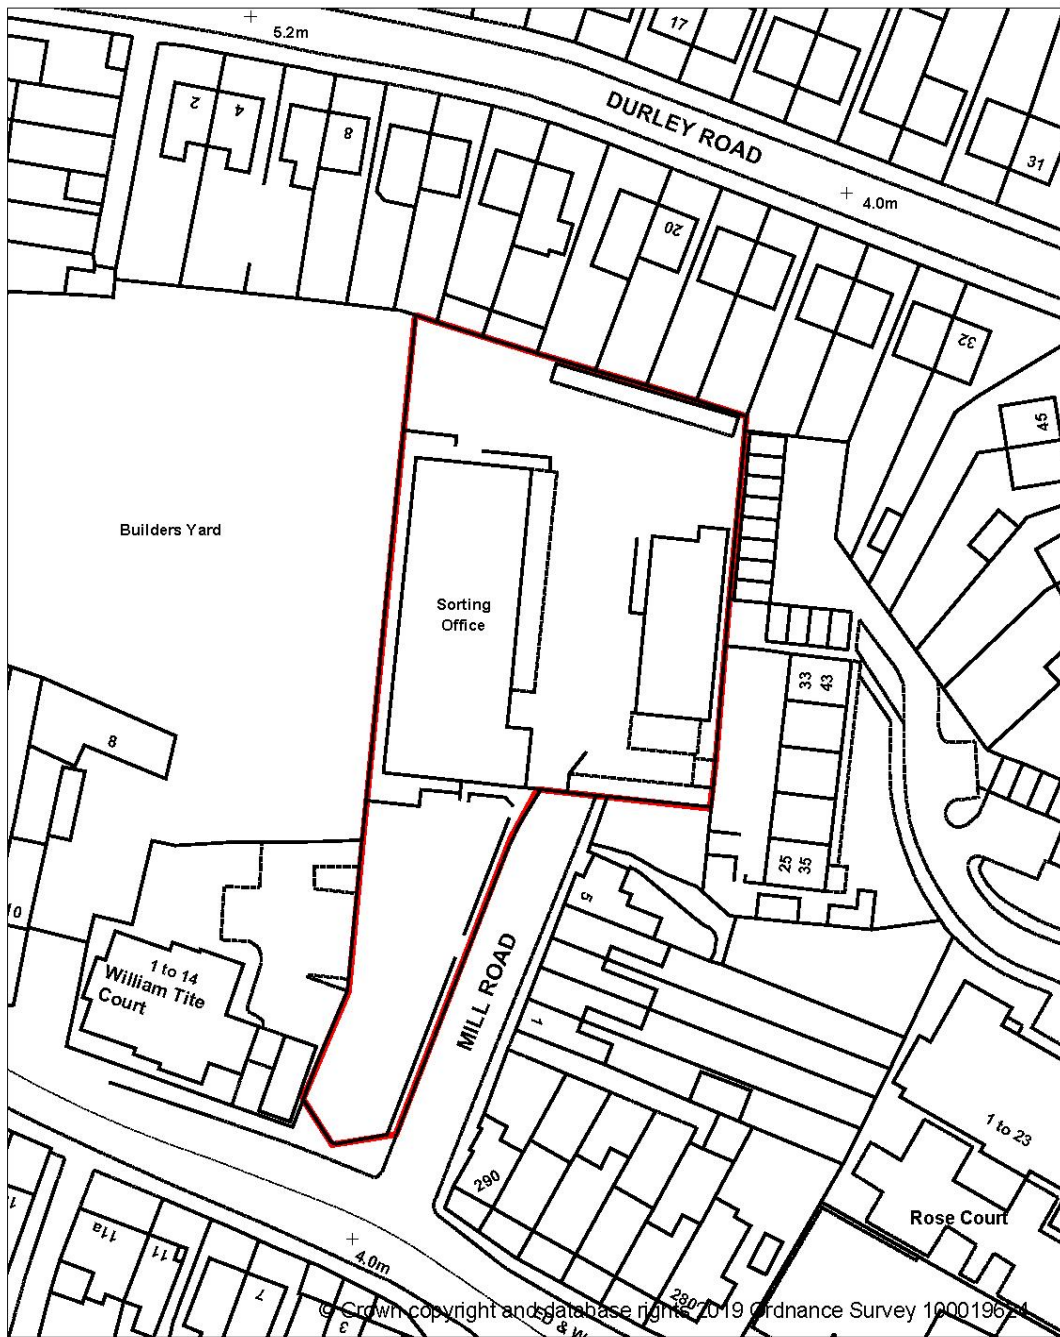 17
5.2m
2
4
8
DURLEY ROAD
31
4.0m
20
32
45
Builders Yard
Sorting
Office
33
43
8
25
35
5
10
1 to 14
William Tite
Court
MILL ROAD
1
1 to 23
290
Rose Court
11a
11
4.0m
7
3
280
© Crown copyright and database rights 2019 Ordnance Survey 100019624